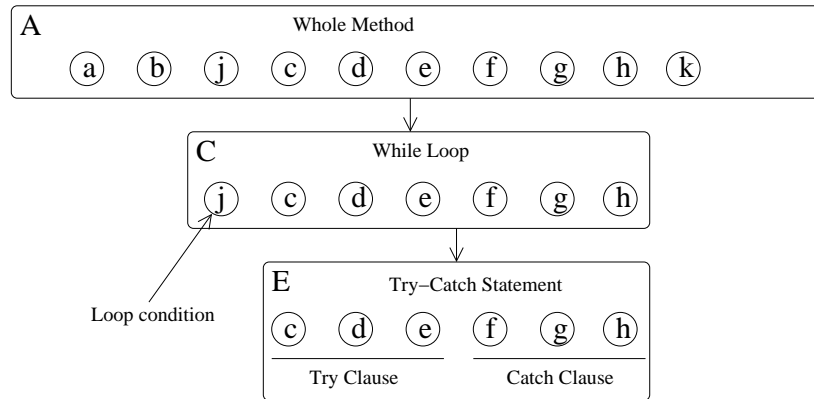 A
Whole Method
a b j c d e f g h k
C
While Loop
j c d e f g h
E
Try–Catch Statement
Loop condition
c d e f g h
Try Clause Catch Clause